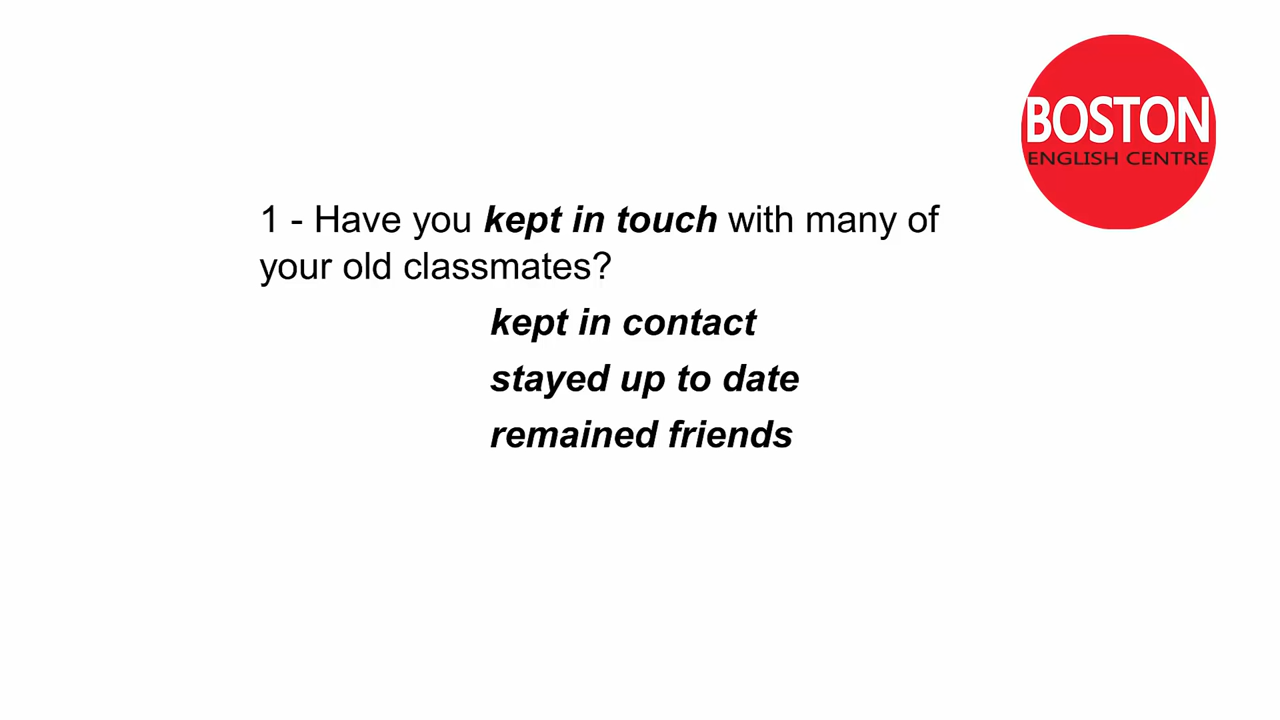 BOSTON
ENGLISH CENTRE
1 - Have you kept in touch with many of
your old classmates?
kept in contact
stayed up to date
remained friends